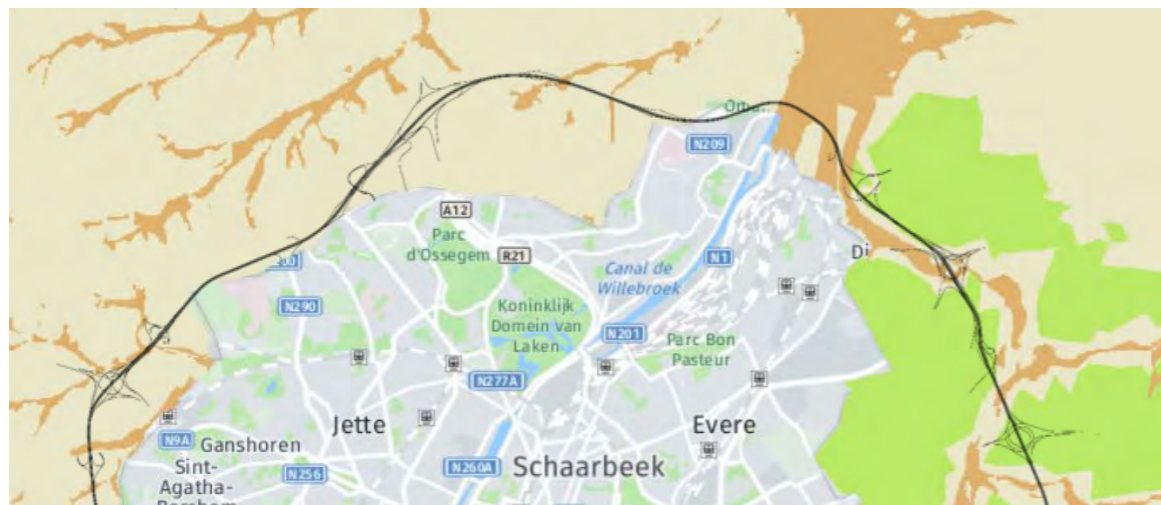 Ombr...
N209
A12
Parc
d'Ossegem
R21
Di
N1
Canal de
Willebroek
N290
Koninklijk
Domein van
Laken
N201
Parc Bon
Pasteur
N277A
Jette
Evere
N9A
Ganshoren
Sint-
Agatha-
N256
N260A
Schaarbeek